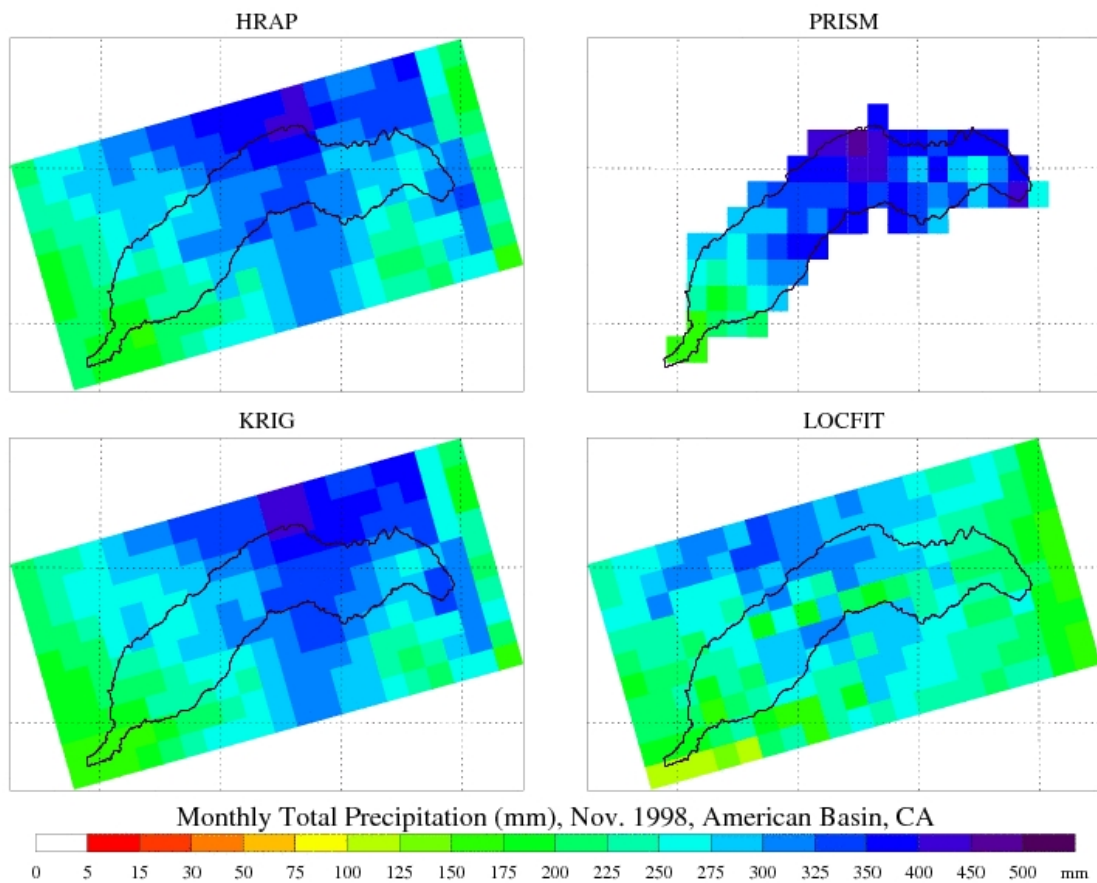 HRAP
PRISM
KRIG
LOCFIT
Monthly Total Precipitation (mm), Nov. 1998, American Basin, CA
0 5 15 30 50 75 100 125 150 175 200 225 250 275 300 325 350 400 450 500 mm